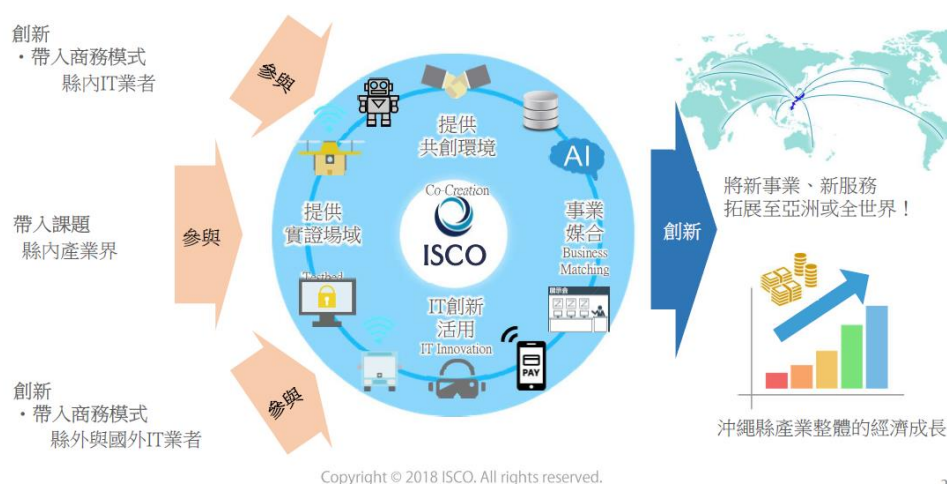 創新
・帶入商務模式
縣內IT業者
參與
帶入課題
縣內產業界
參與
創新
・帶入商務模式
縣外與國外IT業者
參與
提供
共創環境
Co-Creation
AI
提供
實證場域
Testbed
ISCO
事業
媒合
Business
Matching
展示會
IT創新
活用
IT Innovation
PAY
創新
將新事業、新服務
拓展至亞洲或全世界！
沖繩縣產業整體的經濟成長
Copyright © 2018 ISCO. All rights reserved.